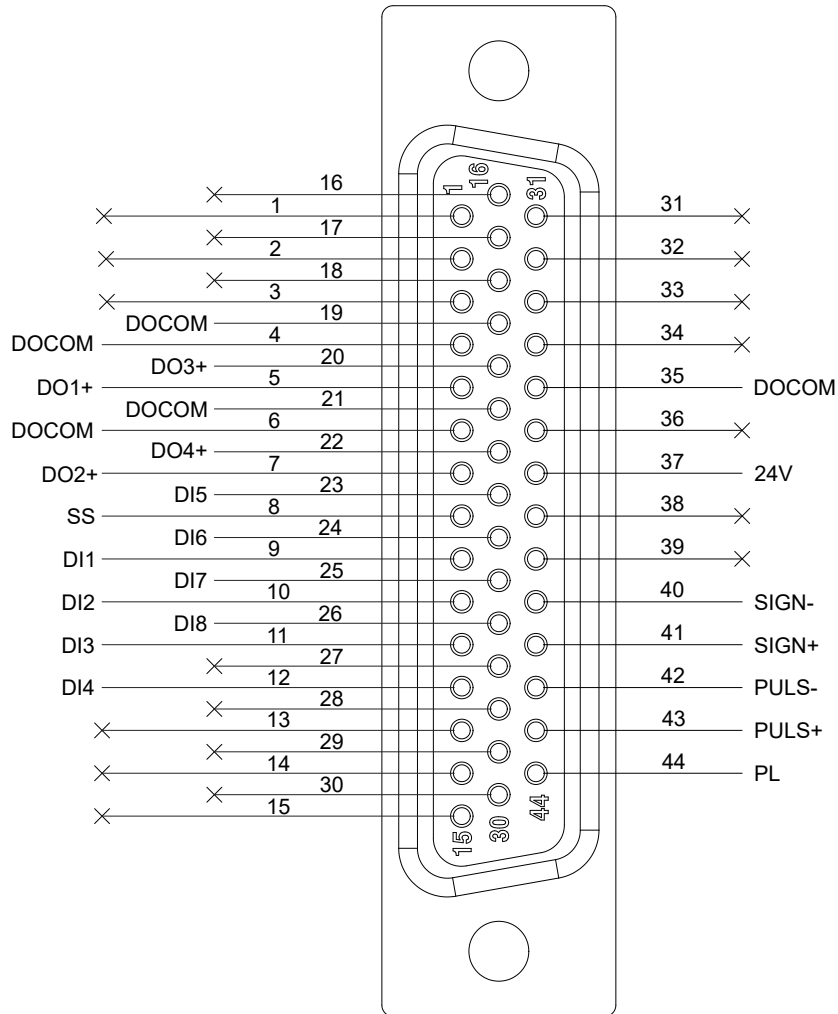 1 16 31
16
1 31
17
2 32
18
3 33
DOCOM 19
DOCOM 4 34
DO3+ 20
DO1+ 5 35 DOCOM
DOCOM 21
DOCOM 6 36
DO4+ 22
DO2+ 7 37 24V
DI5 23
SS 8 38
DI6 24
DI1 9 39
DI7 25
DI2 10 40 SIGN-
DI8 26
DI3 11 41 SIGN+
27
DI4 12 42 PULS-
28
13 43 PULS+
29
14 44 PL
30
15
15 30 44